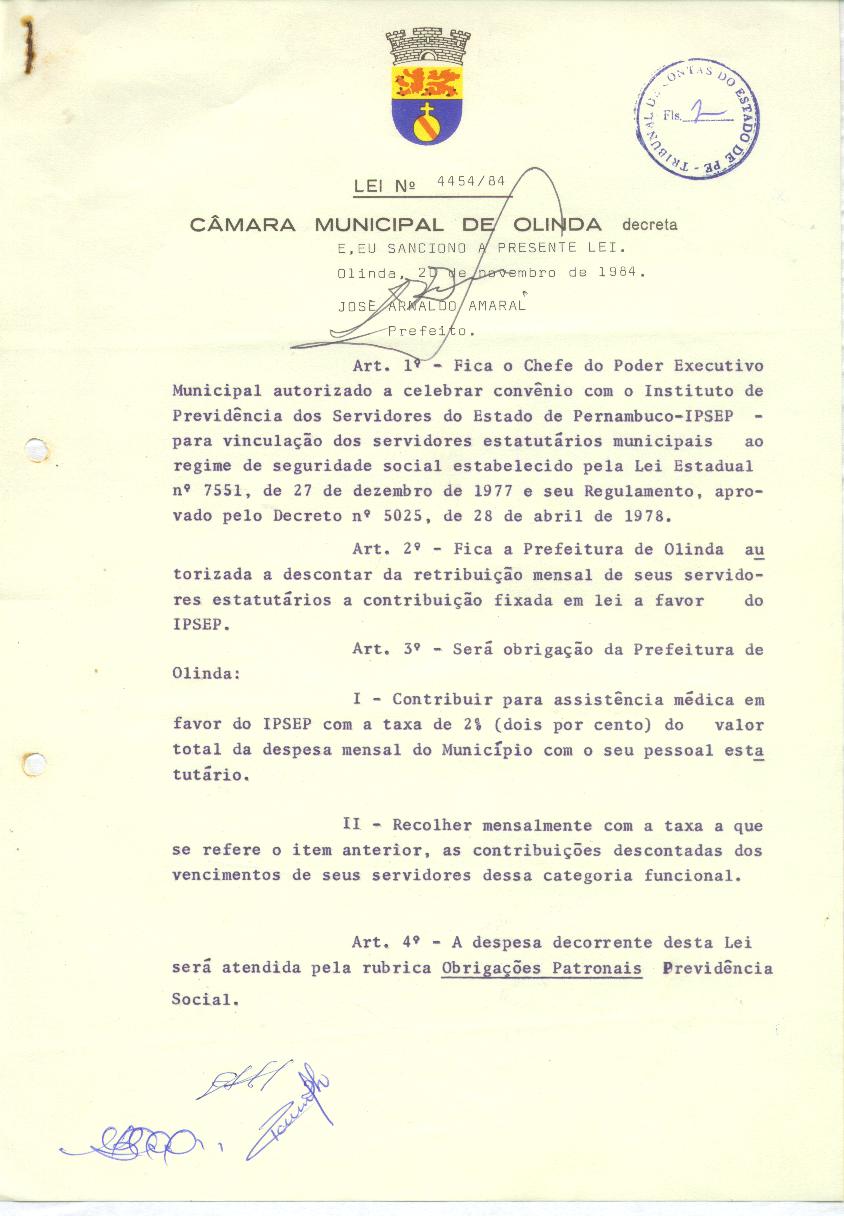 TRIBUNAL DE CONTAS DO ESTADO DE PE -
Fls. 2
LEI Nº 4454/84
CÂMARA MUNICIPAL DE OLINDA decreta
E,EU SANCIONO A PRESENTE LEI.
Olinda, 20 de novembro de 1984.
JOSÈ ARNALDO AMARAL
Prefeito.
Art. 1º - Fica o Chefe do Poder Executivo
Municipal autorizado a celebrar convênio com o Instituto de
Previdência dos Servidores do Estado de Pernambuco-IPSEP -
para vinculação dos servidores estatutários municipais ao
regime de seguridade social estabelecido pela Lei Estadual
nº 7551, de 27 de dezembro de 1977 e seu Regulamento, apro-
vado pelo Decreto nº 5025, de 28 de abril de 1978.
Art. 2º - Fica a Prefeitura de Olinda au
torizada a descontar da retribuição mensal de seus servido-
res estatutários a contribuição fixada em lei a favor do
IPSEP.
Art. 3º - Será obrigação da Prefeitura de
Olinda:
I - Contribuir para assistência médica em
favor do IPSEP com a taxa de 2% (dois por cento) do valor
total da despesa mensal do Município com o seu pessoal esta
tutário.
II - Recolher mensalmente com a taxa a que
se refere o item anterior, as contribuições descontadas dos
vencimentos de seus servidores dessa categoria funcional.
Art. 4º - A despesa decorrente desta Lei
será atendida pela rubrica Obrigações Patronais Previdência
Social.